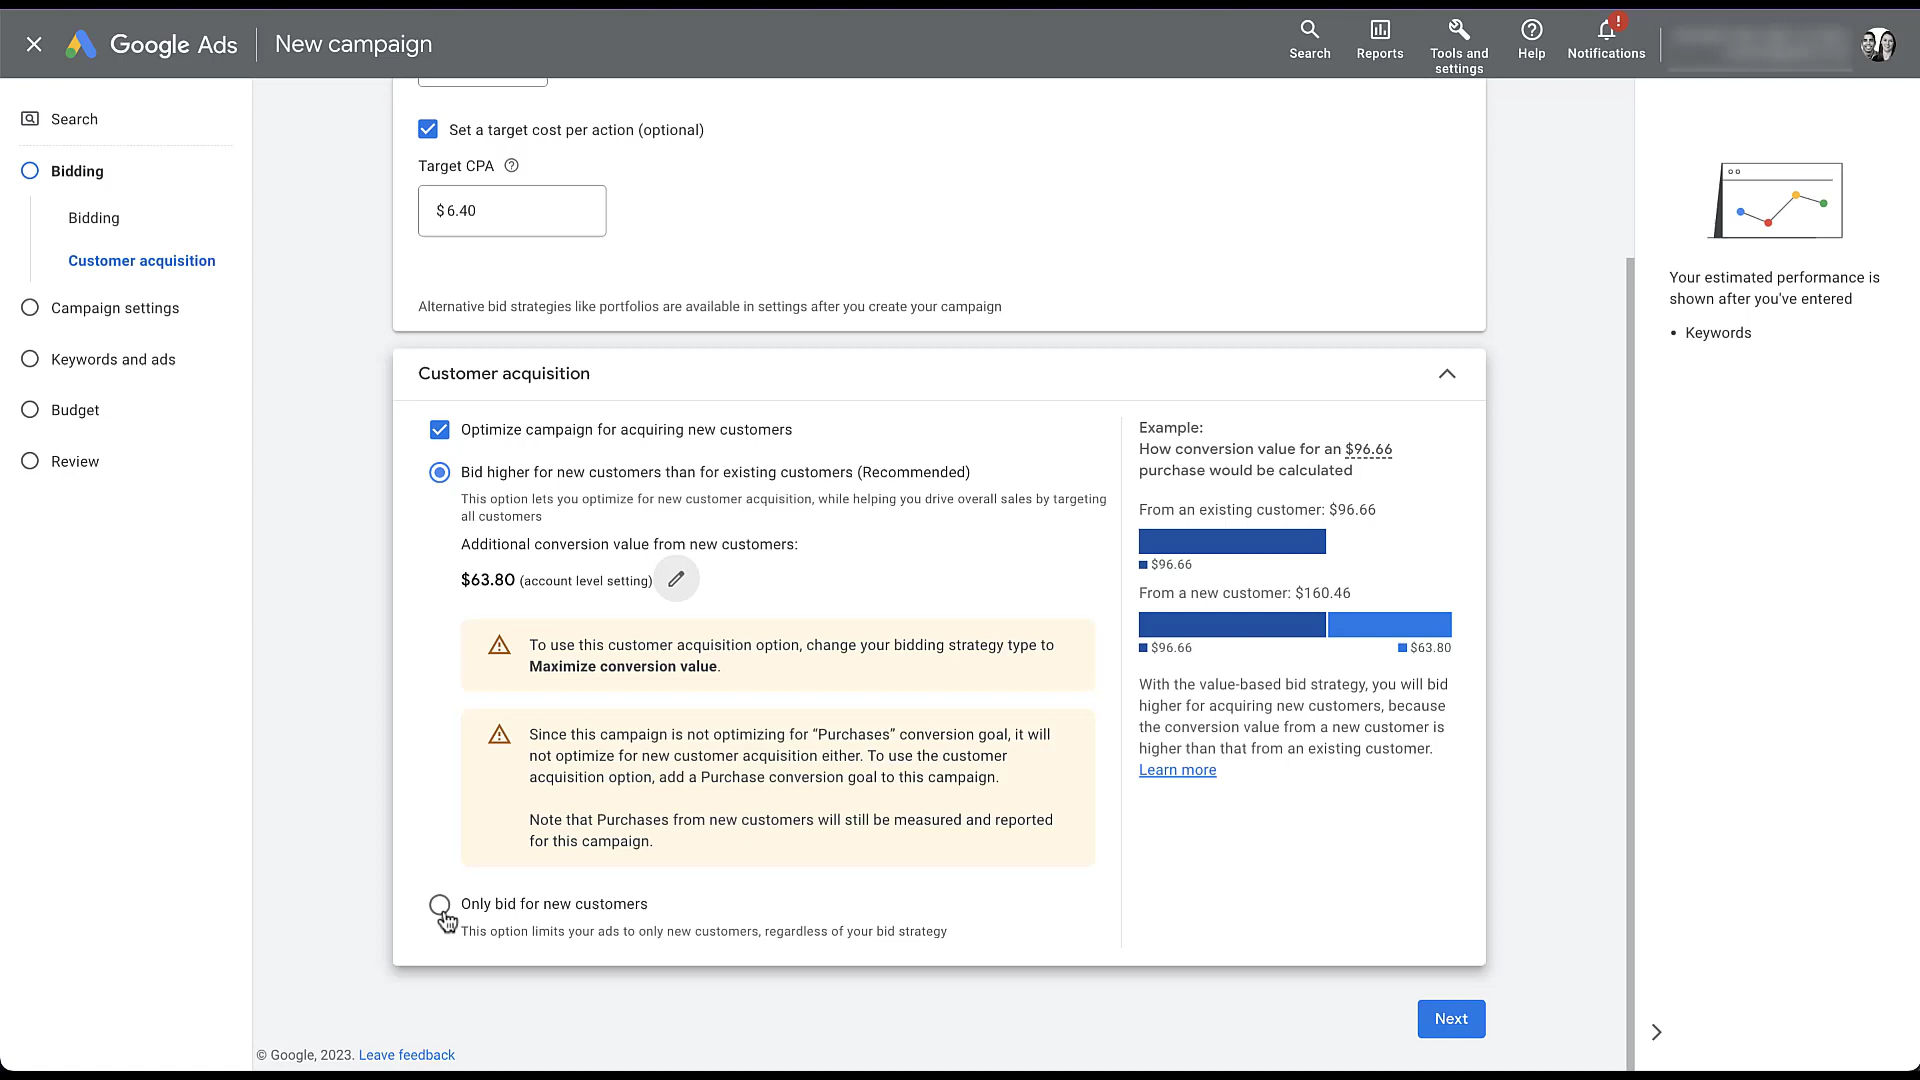 Google Ads
New campaign
Search
Reports
Tools and
settings
Help
!
Notifications
Search
Bidding
Bidding
Customer acquisition
Campaign settings
Keywords and ads
Budget
Review
Set a target cost per action (optional)
Target CPA
$ 6.40
Alternative bid strategies like portfolios are available in settings after you create your campaign
Customer acquisition
Optimize campaign for acquiring new customers
Bid higher for new customers than for existing customers (Recommended)
This option lets you optimize for new customer acquisition, while helping you drive overall sales by targeting
all customers
Additional conversion value from new customers:
$63.80 (account level setting)
To use this customer acquisition option, change your bidding strategy type to
Maximize conversion value.
Since this campaign is not optimizing for “Purchases” conversion goal, it will
not optimize for new customer acquisition either. To use the customer
acquisition option, add a Purchase conversion goal to this campaign.
Note that Purchases from new customers will still be measured and reported
for this campaign.
Only bid for new customers
This option limits your ads to only new customers, regardless of your bid strategy
Example:
How conversion value for an $96.66
purchase would be calculated
From an existing customer: $96.66
$96.66
From a new customer: $160.46
$96.66
$63.80
With the value-based bid strategy, you will bid
higher for acquiring new customers, because
the conversion value from a new customer is
higher than that from an existing customer.
Learn more
Your estimated performance is
shown after you've entered
• Keywords
Next
© Google, 2023. Leave feedback